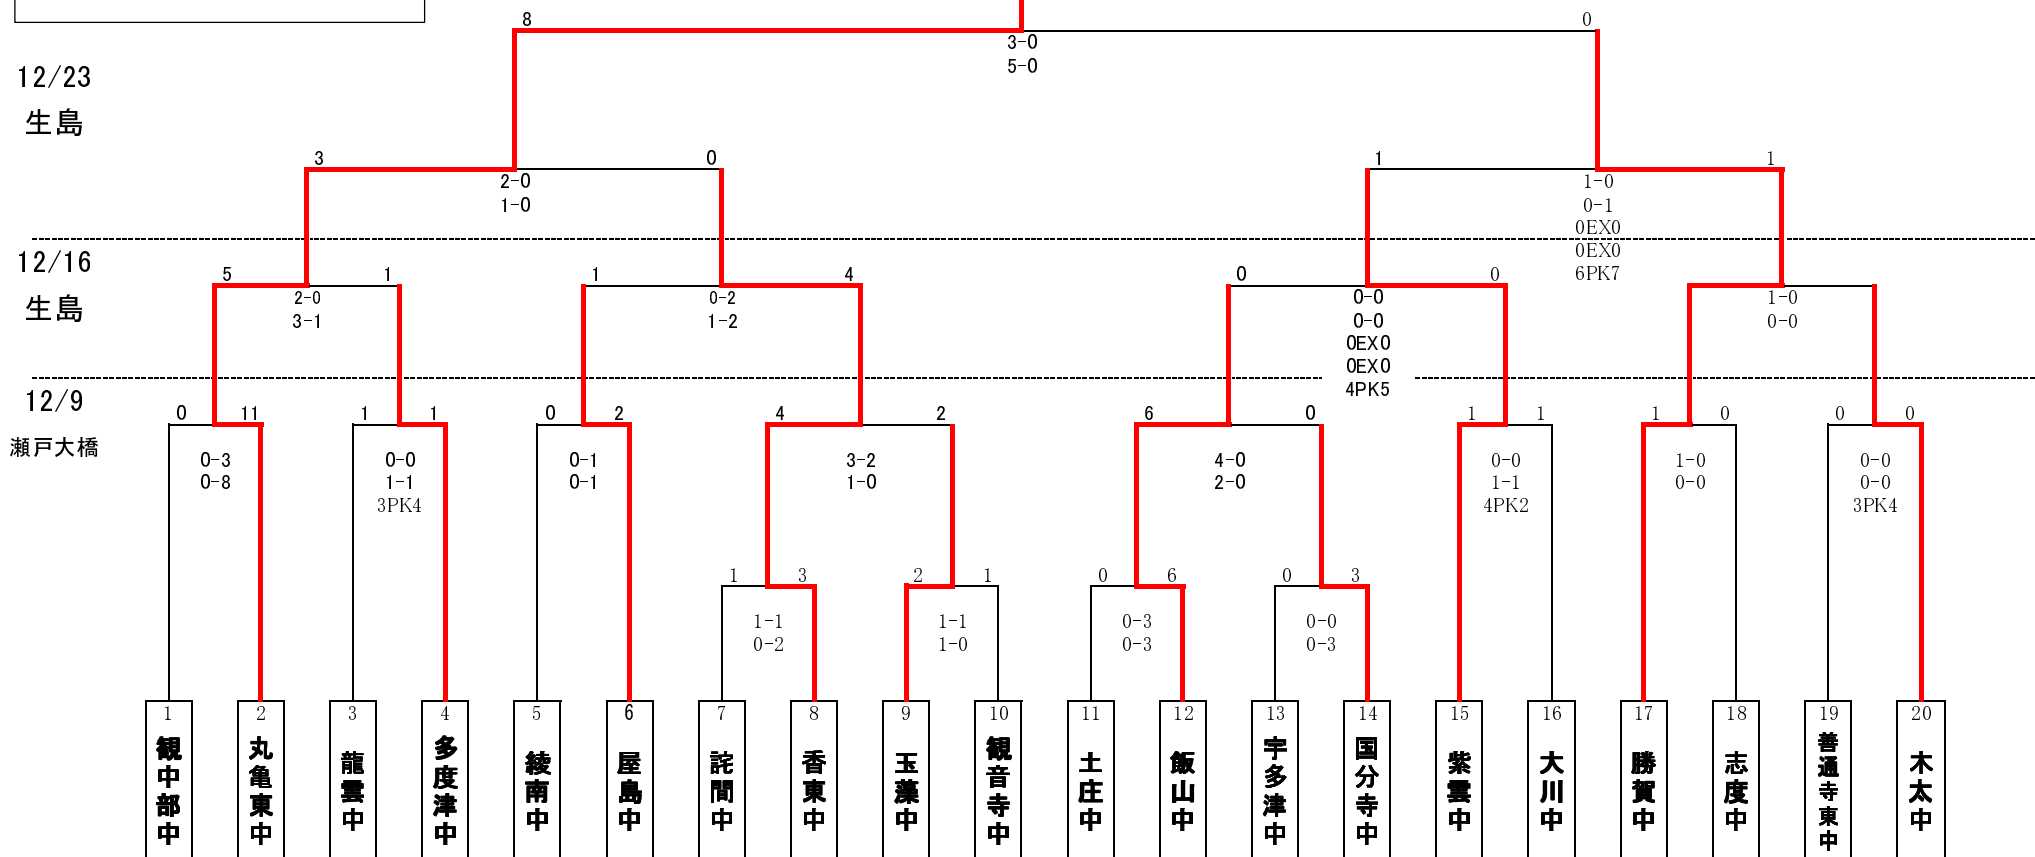 8 0
3-0
5-0
12/23
生島
3 0 1 1
2-0 1-0
1-0 0-1
0EX0
0EX0
6PK7
12/16
生島
5 1 1 4 0 0
2-0 0-2 0-0 1-0
3-1 1-2 0-0 0-0
0EX0
0EX0
4PK5
12/9
瀬戸大橋
0 11 1 1 0 2 4 2 6 0 1 1 1 0 0 0
0-3 0-0 0-1 3-2 4-0 0-0 1-0 0-0
0-8 1-1 0-1 1-0 2-0 1-1 0-0 0-0
3PK4 4PK2 3PK4
1 3 2 1 0 6 0 3
1-1 1-1 0-3 0-0
0-2 1-0 0-3 0-3
1 2 3 4 5 6 7 8 9 10 11 12 13 14 15 16 17 18 19 20
観中部中
丸亀東中
龍雲中
多度津中
綾南中
屋島中
詫間中
香東中
玉藻中
観音寺中
土庄中
飯山中
宇多津中
国分寺中
紫雲中
大川中
勝賀中
志度中
善通寺東中
木太中